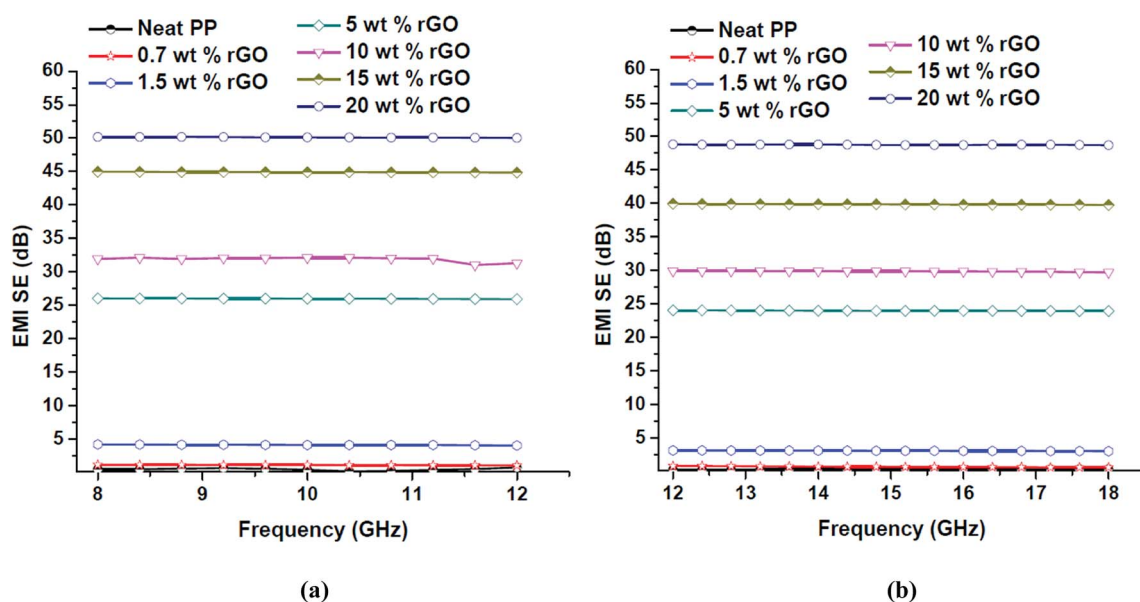 Neat PP
0.7 wt % rGO
1.5 wt % rGO
5 wt % rGO
10 wt % rGO
15 wt % rGO
20 wt % rGO
60
55
50
45
40
35
30
25
20
15
10
5
EMI SE (dB)
8 9 10 11 12
Frequency (GHz)
(a)
Neat PP
0.7 wt % rGO
1.5 wt % rGO
5 wt % rGO
10 wt % rGO
15 wt % rGO
20 wt % rGO
60
55
50
45
40
35
30
25
20
15
10
5
EMI SE (dB)
12 13 14 15 16 17 18
Frequency (GHz)
(b)